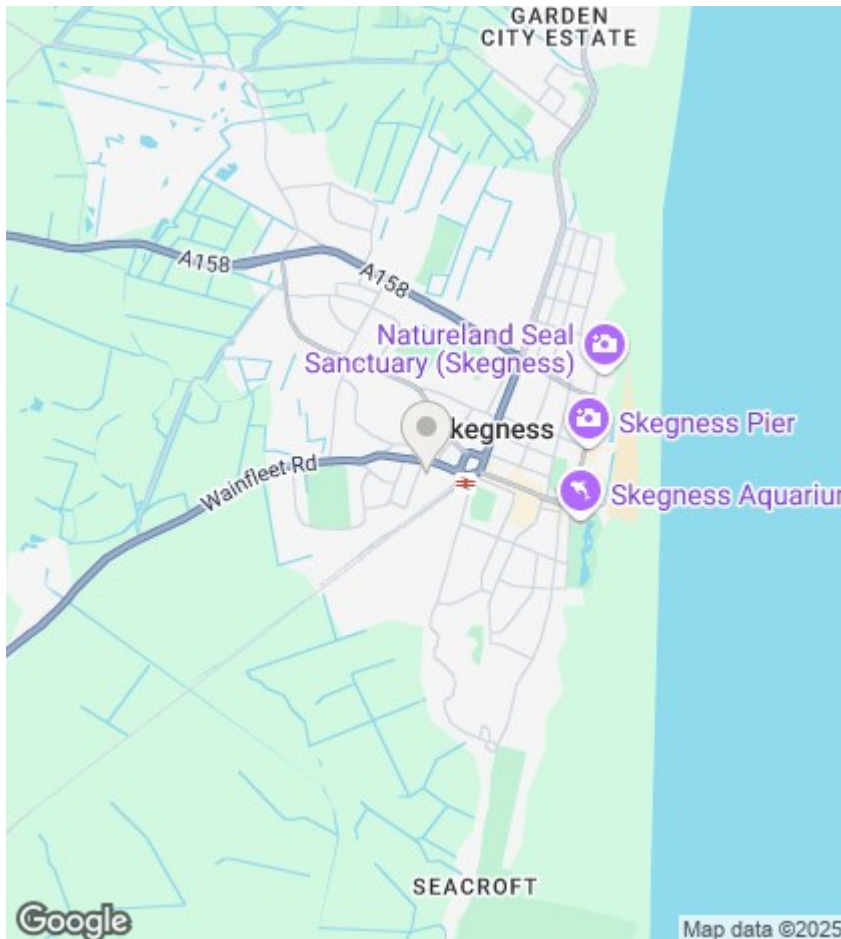 GARDEN
CITY ESTATE
A158
A158
Natureland Seal
Sanctuary (Skegness)
kegness
Skegness Pier
Wainfleet Rd
Skegness Aquarium
SEACROFT
Google
Map data ©2025